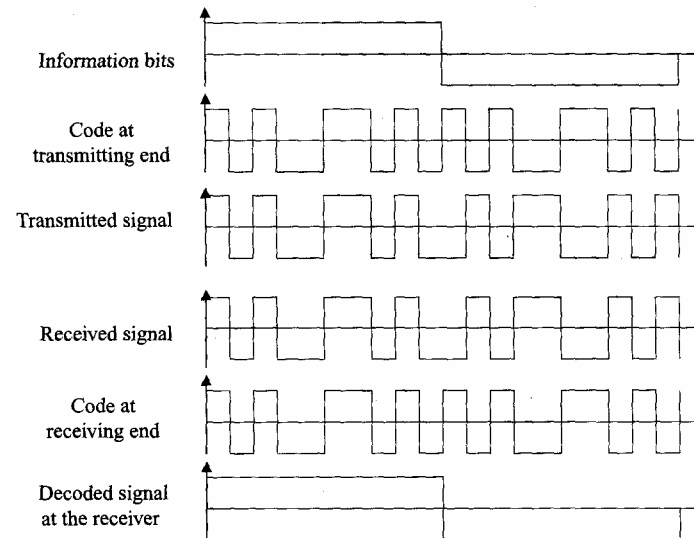 Information bits
Code at
transmitting end
Transmitted signal
Received signal
Code at
receiving end
Decoded signal
at the receiver